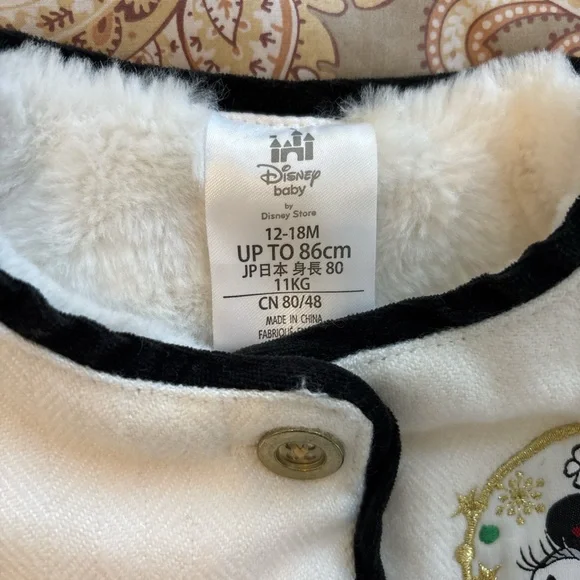 Disney
baby
by
Disney Store
12-18M
UP TO 86cm
JP日本 身長 80
11KG
CN 80/48
MADE IN CHINA